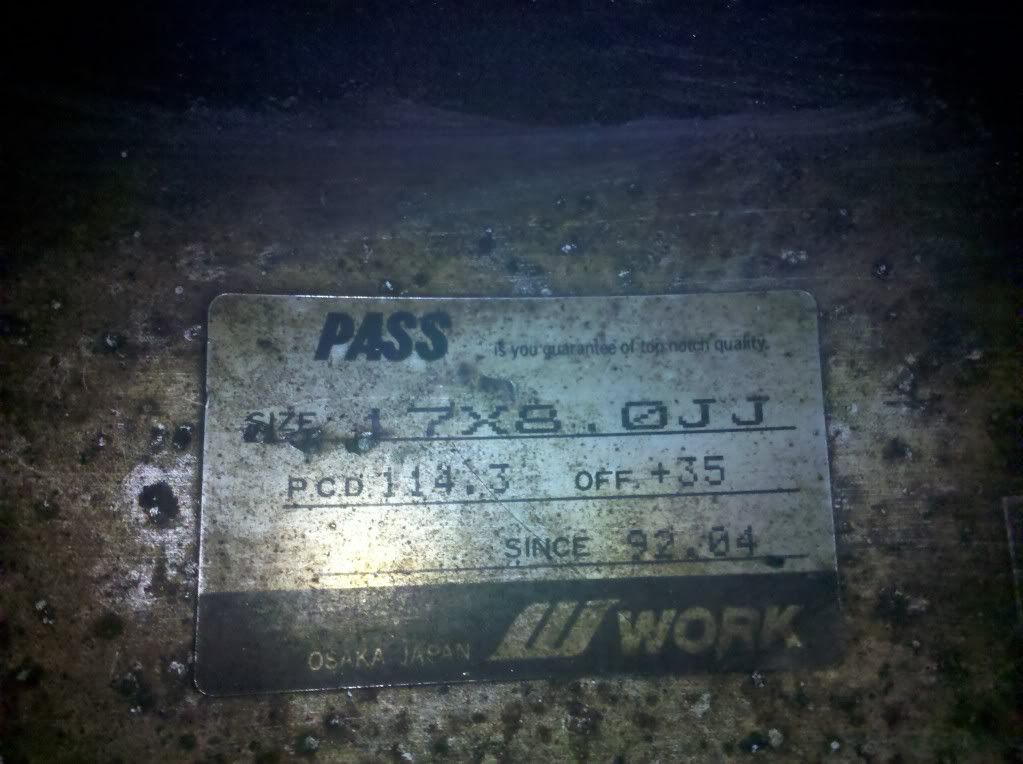 PASS is you guarantee of top notch quality.
SIZE 17X8.0JJ
PCD 114.3 OFF. +35
SINCE 92.04
OSAKA JAPAN WORK